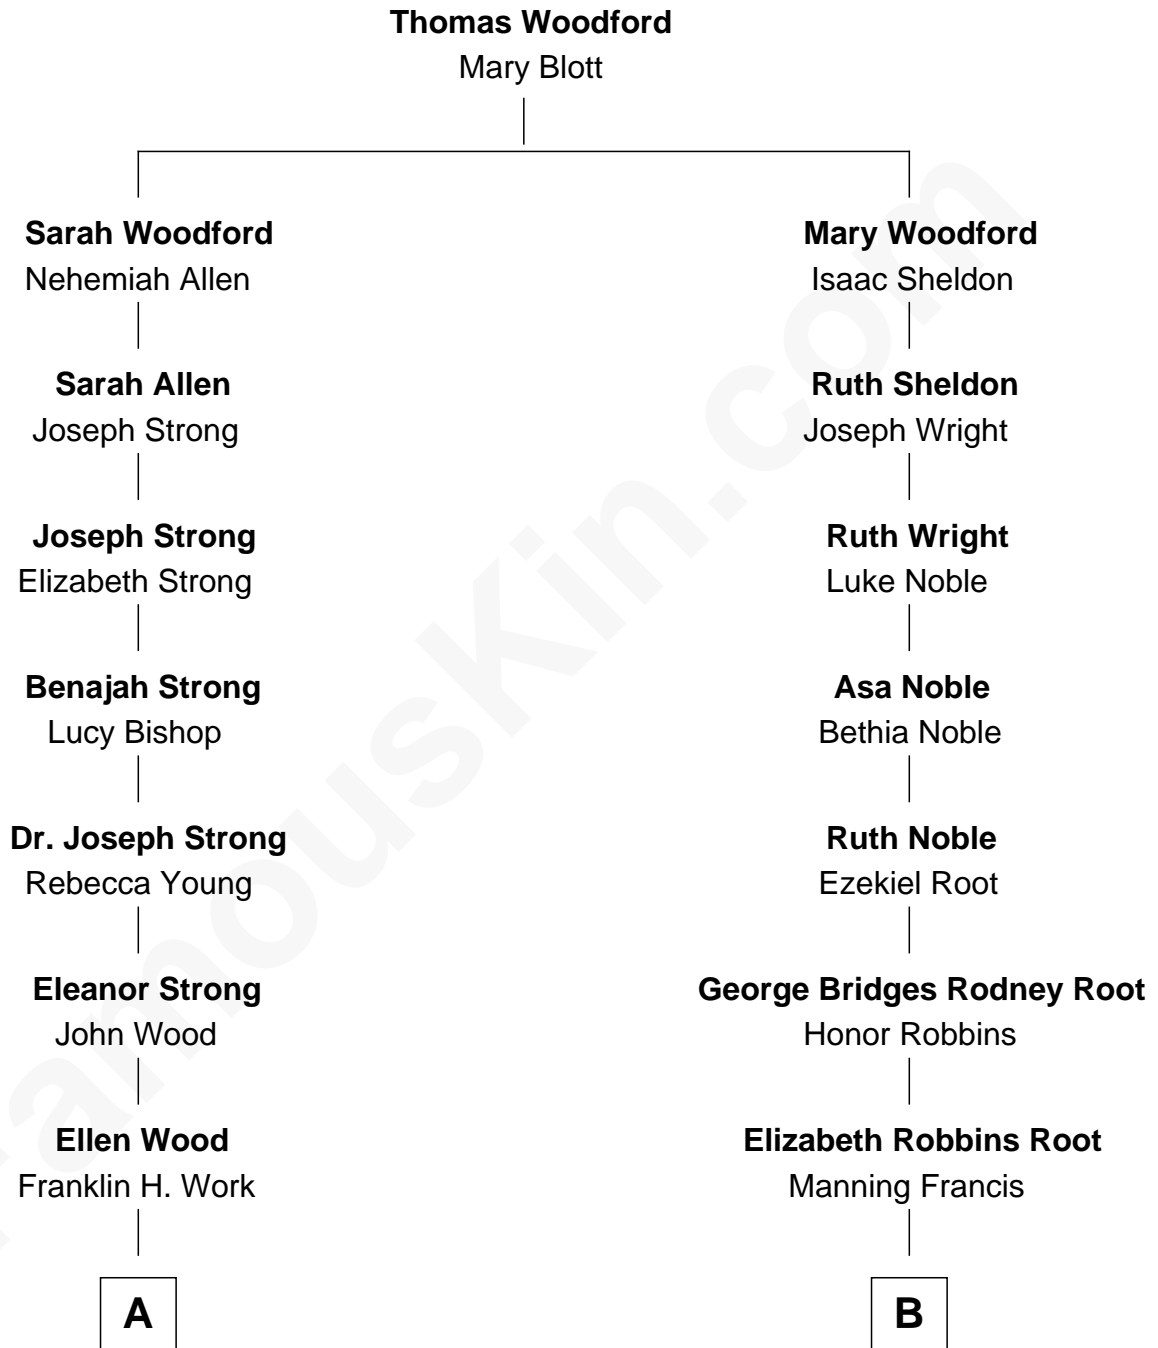 Thomas Woodford
Mary Blott
Sarah Woodford
Nehemiah Allen
Mary Woodford
Isaac Sheldon
Sarah Allen
Joseph Strong
Ruth Sheldon
Joseph Wright
Joseph Strong
Elizabeth Strong
Ruth Wright
Luke Noble
Benajah Strong
Lucy Bishop
Asa Noble
Bethia Noble
Dr. Joseph Strong
Rebecca Young
Ruth Noble
Ezekiel Root
Eleanor Strong
John Wood
George Bridges Rodney Root
Honor Robbins
Ellen Wood
Franklin H. Work
Elizabeth Robbins Root
Manning Francis
A
B
FamousKin.com